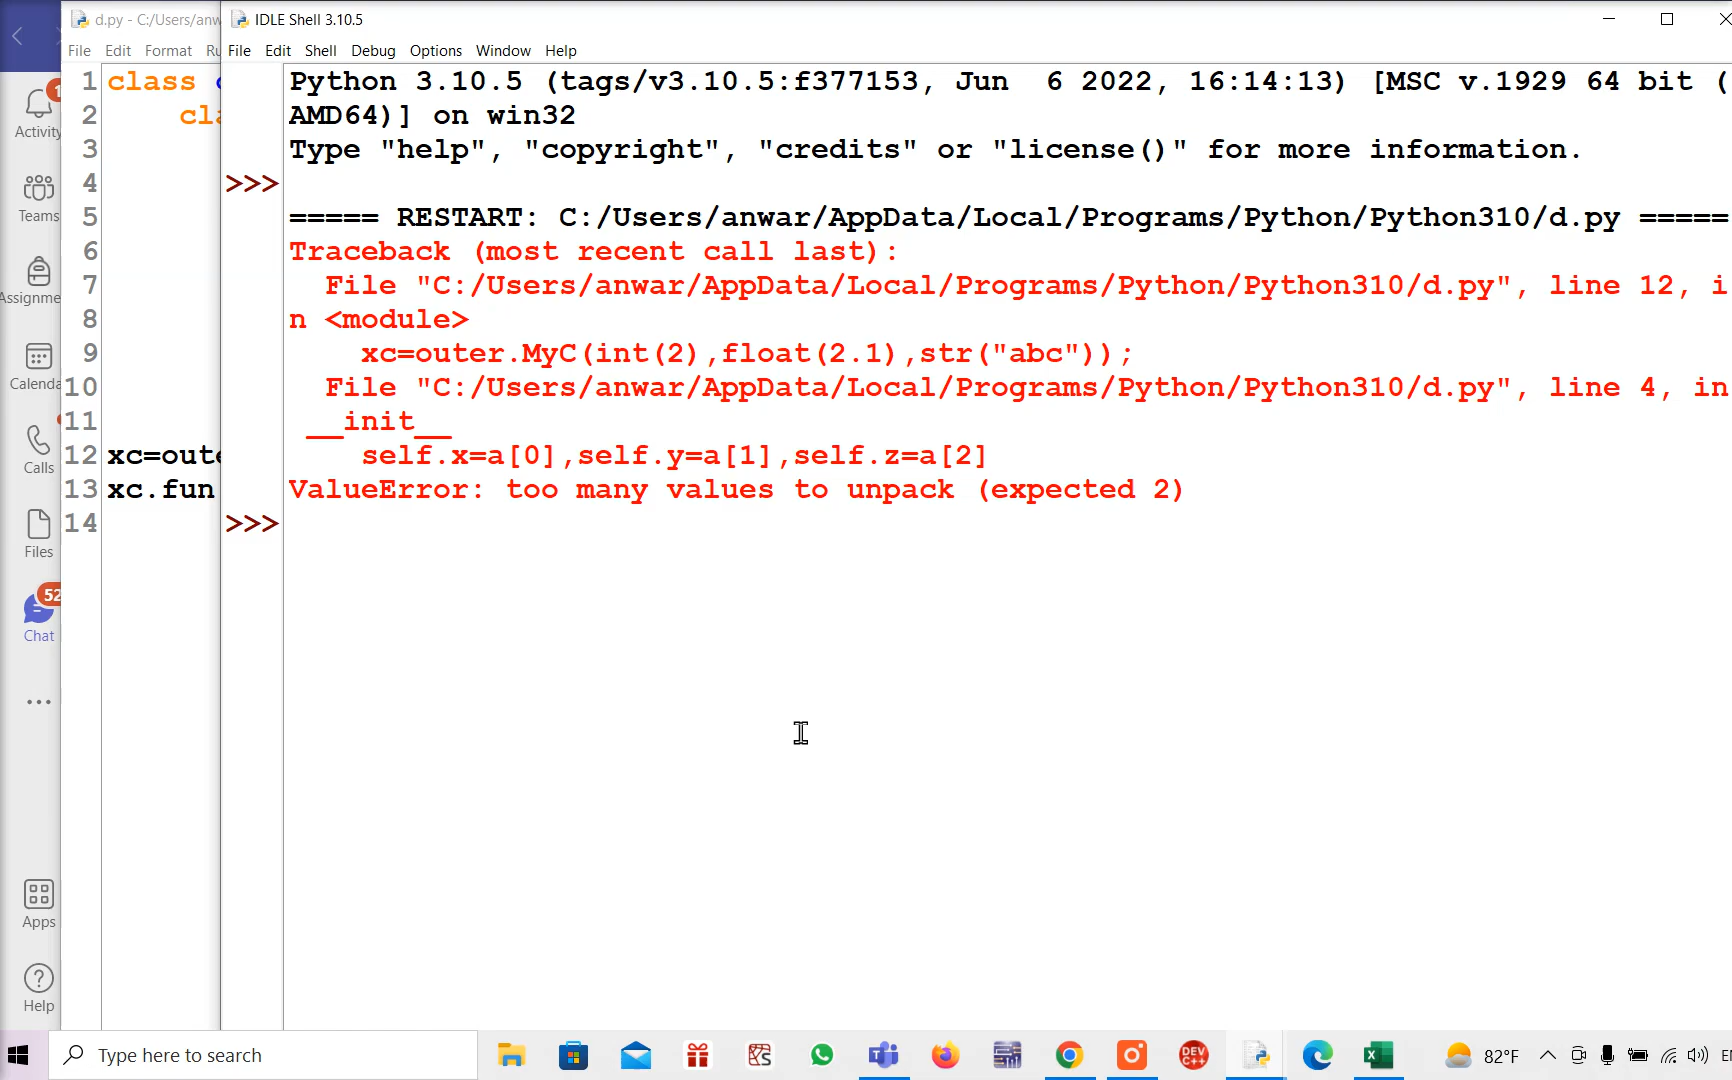 d.py - C:/Users/anw
IDLE Shell 3.10.5
File Edit Format Ru
File Edit Shell Debug Options Window Help
1 class
2 cla
3
4
5
6
7
8
9
10
11
12 xc=oute
13 xc.fun
14
Python 3.10.5 (tags/v3.10.5:f377153, Jun  6 2022, 16:14:13) [MSC v.1929 64 bit (
AMD64)] on win32
Type "help", "copyright", "credits" or "license()" for more information.
>>>
===== RESTART: C:/Users/anwar/AppData/Local/Programs/Python/Python310/d.py =====
Traceback (most recent call last):
  File "C:/Users/anwar/AppData/Local/Programs/Python/Python310/d.py", line 12, i
n <module>
    xc=outer.MyC(int(2),float(2.1),str("abc"));
  File "C:/Users/anwar/AppData/Local/Programs/Python/Python310/d.py", line 4, in
 __init__
    self.x=a[0],self.y=a[1],self.z=a[2]
ValueError: too many values to unpack (expected 2)
>>>
1
Activity
Teams
Assignme
Calenda
Calls
Files
52
Chat
Apps
Help
Type here to search
DEV
C++
82°F